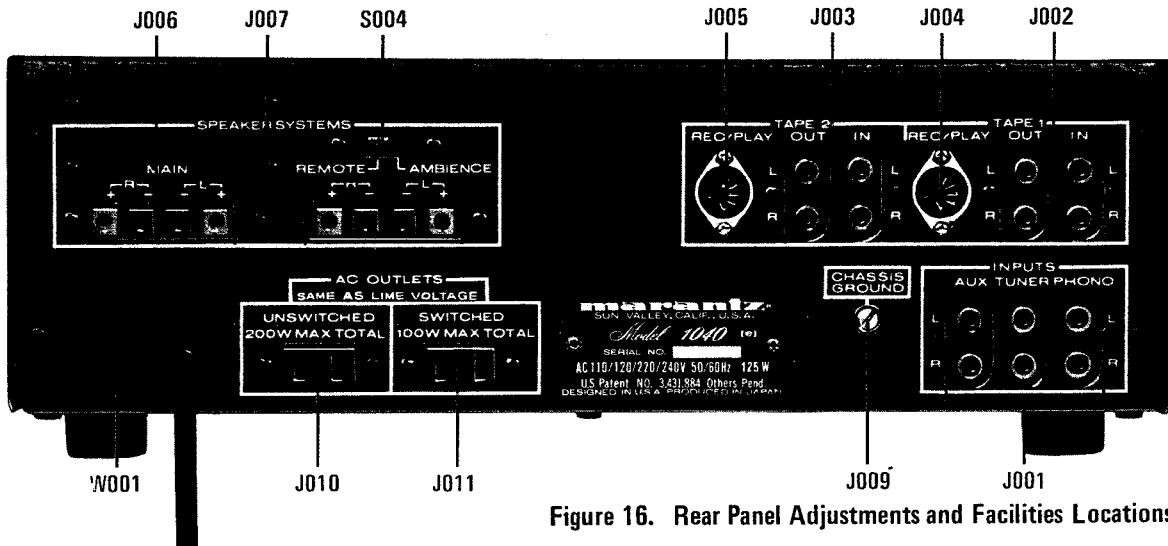 J006 J007 S004 J005 J003 J004 J002
SPEAKER SYSTEMS
MAIN
R L
+ - - +
REMOTE AMBIENCE
R L
+ - - +
TAPE 2 TAPE 1
REC/PLAY OUT IN REC/PLAY OUT IN
L L
R R
AC OUTLETS
SAME AS LIME VOLTAGE
UNSWITCHED SWITCHED
200W MAX TOTAL 100W MAX TOTAL
marantz
SUN VALLEY, CALIF., U.S.A.
Model 1040 (e)
SERIAL NO.
AC 110/120/220/240V 50/60Hz 125 W
U.S. Patent NO. 3,431,884 Others Pend.
DESIGNED IN U.S.A. PRODUCED IN JAPAN
CHASSIS
GROUND
INPUTS
AUX TUNER PHONO
L L
R R
W001 J010 J011 J009 J001
Figure 16. Rear Panel Adjustments and Facilities Locations